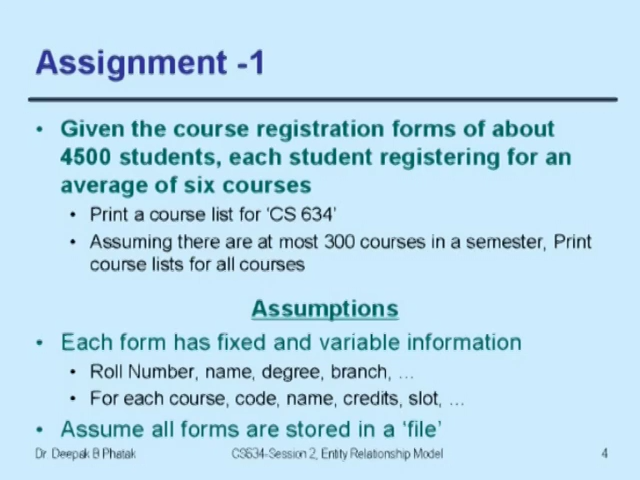 Assignment -1
• Given the course registration forms of about
4500 students, each student registering for an
average of six courses
• Print a course list for 'CS 634'
• Assuming there are at most 300 courses in a semester, Print
course lists for all courses
Assumptions
• Each form has fixed and variable information
• Roll Number, name, degree, branch, …
• For each course, code, name, credits, slot, …
• Assume all forms are stored in a 'file'
Dr. Deepak B Phatak CS634-Session 2, Entity Relationship Model 4